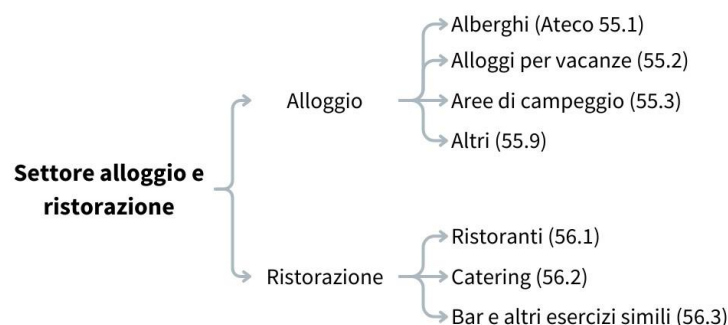 Settore alloggio e
ristorazione
Alloggio
Alberghi (Ateco 55.1)
Alloggi per vacanze (55.2)
Aree di campeggio (55.3)
Altri (55.9)
Ristorazione
Ristoranti (56.1)
Catering (56.2)
Bar e altri esercizi simili (56.3)